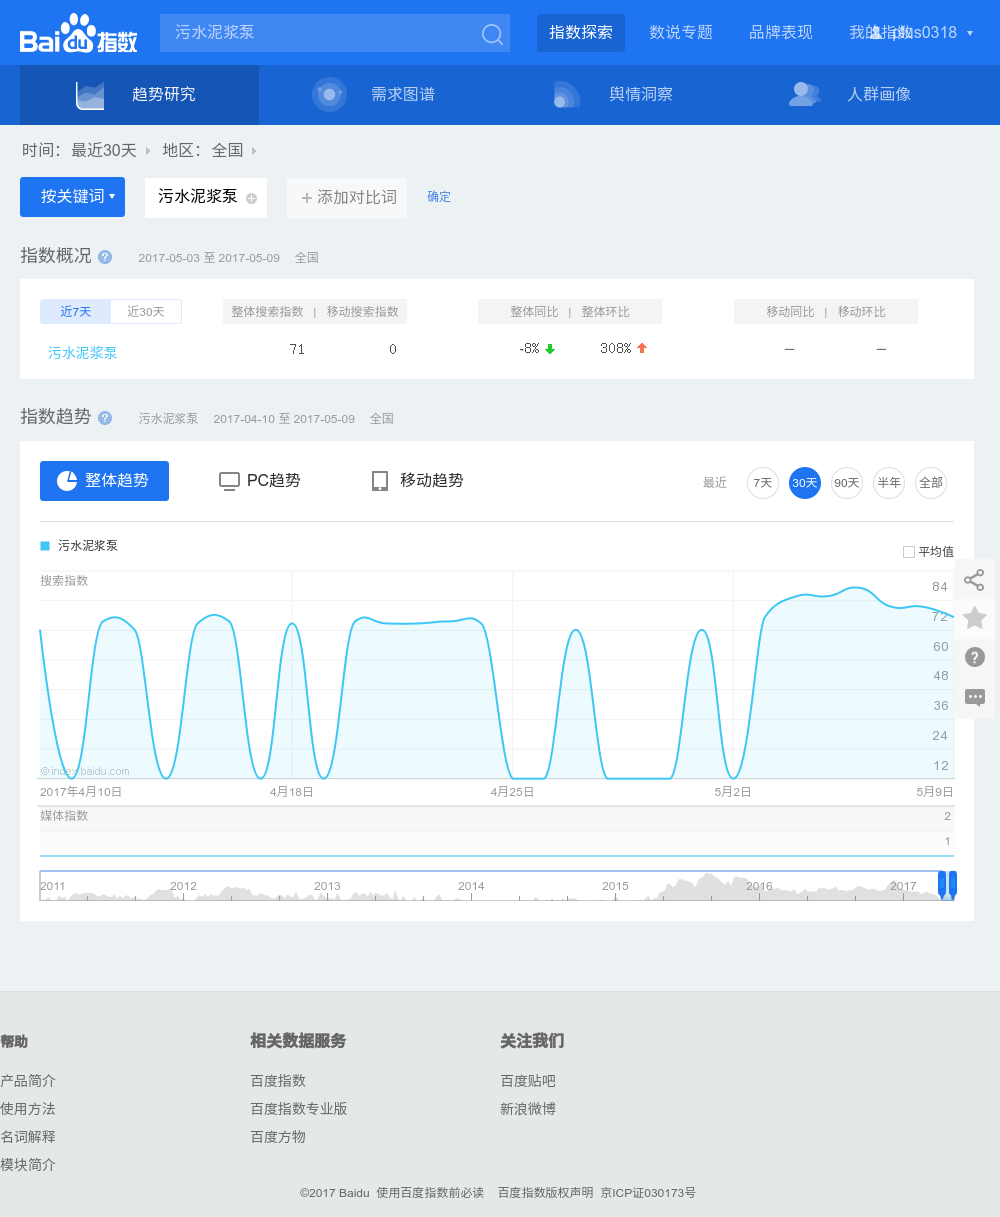 Bai du 指数
污水泥浆泵
指数探索 数说专题 品牌表现 我的指数 plus0318
趋势研究 需求图谱 舆情洞察 人群画像
时间: 最近30天 地区: 全国
按关键词 污水泥浆泵 + 添加对比词 确定
指数概况 ? 2017-05-03 至 2017-05-09 全国
近7天 近30天 整体搜索指数 | 移动搜索指数 整体同比 | 整体环比 移动同比 | 移动环比
污水泥浆泵 71 0 -8% 308% — —
指数趋势 ? 污水泥浆泵 2017-04-10 至 2017-05-09 全国
整体趋势 PC趋势 移动趋势 最近 7天 30天 90天 半年 全部
污水泥浆泵
平均值
搜索指数
84
72
60
48
36
24
12
©index.baidu.com
2017年4月10日 4月18日 4月25日 5月2日 5月9日
媒体指数 2
1
2011 2012 2013 2014 2015 2016 2017
帮助 相关数据服务 关注我们
产品简介 百度指数 百度贴吧
使用方法 百度指数专业版 新浪微博
名词解释 百度方物
模块简介
©2017 Baidu 使用百度指数前必读 百度指数版权声明 京ICP证030173号